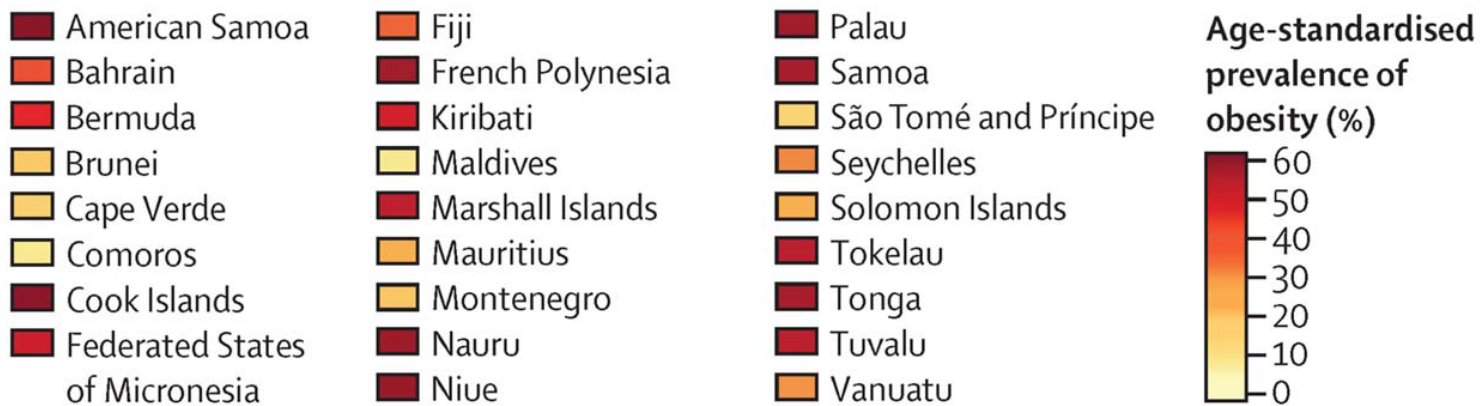 American Samoa
Bahrain
Bermuda
Brunei
Cape Verde
Comoros
Cook Islands
Federated States
of Micronesia
Fiji
French Polynesia
Kiribati
Maldives
Marshall Islands
Mauritius
Montenegro
Nauru
Niue
Palau
Samoa
São Tomé and Príncipe
Seychelles
Solomon Islands
Tokelau
Tonga
Tuvalu
Vanuatu
Age-standardised
prevalence of
obesity (%)
60
50
40
30
20
10
0